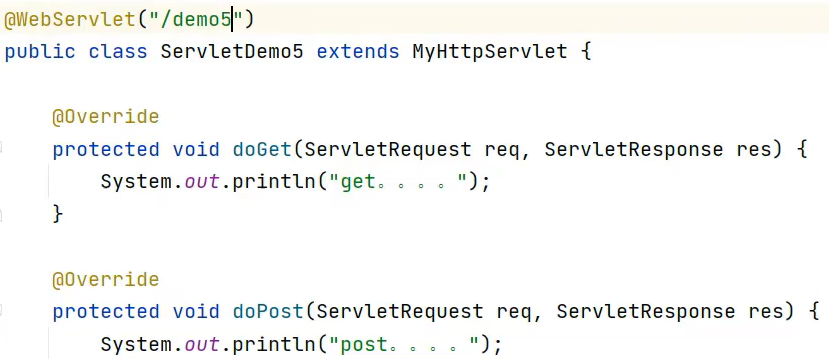 @WebServlet("/demo5")
public class ServletDemo5 extends MyHttpServlet {
@Override
protected void doGet(ServletRequest req, ServletResponse res) {
System.out.println("get。。。。");
}
@Override
protected void doPost(ServletRequest req, ServletResponse res) {
System.out.println("post。。。。");